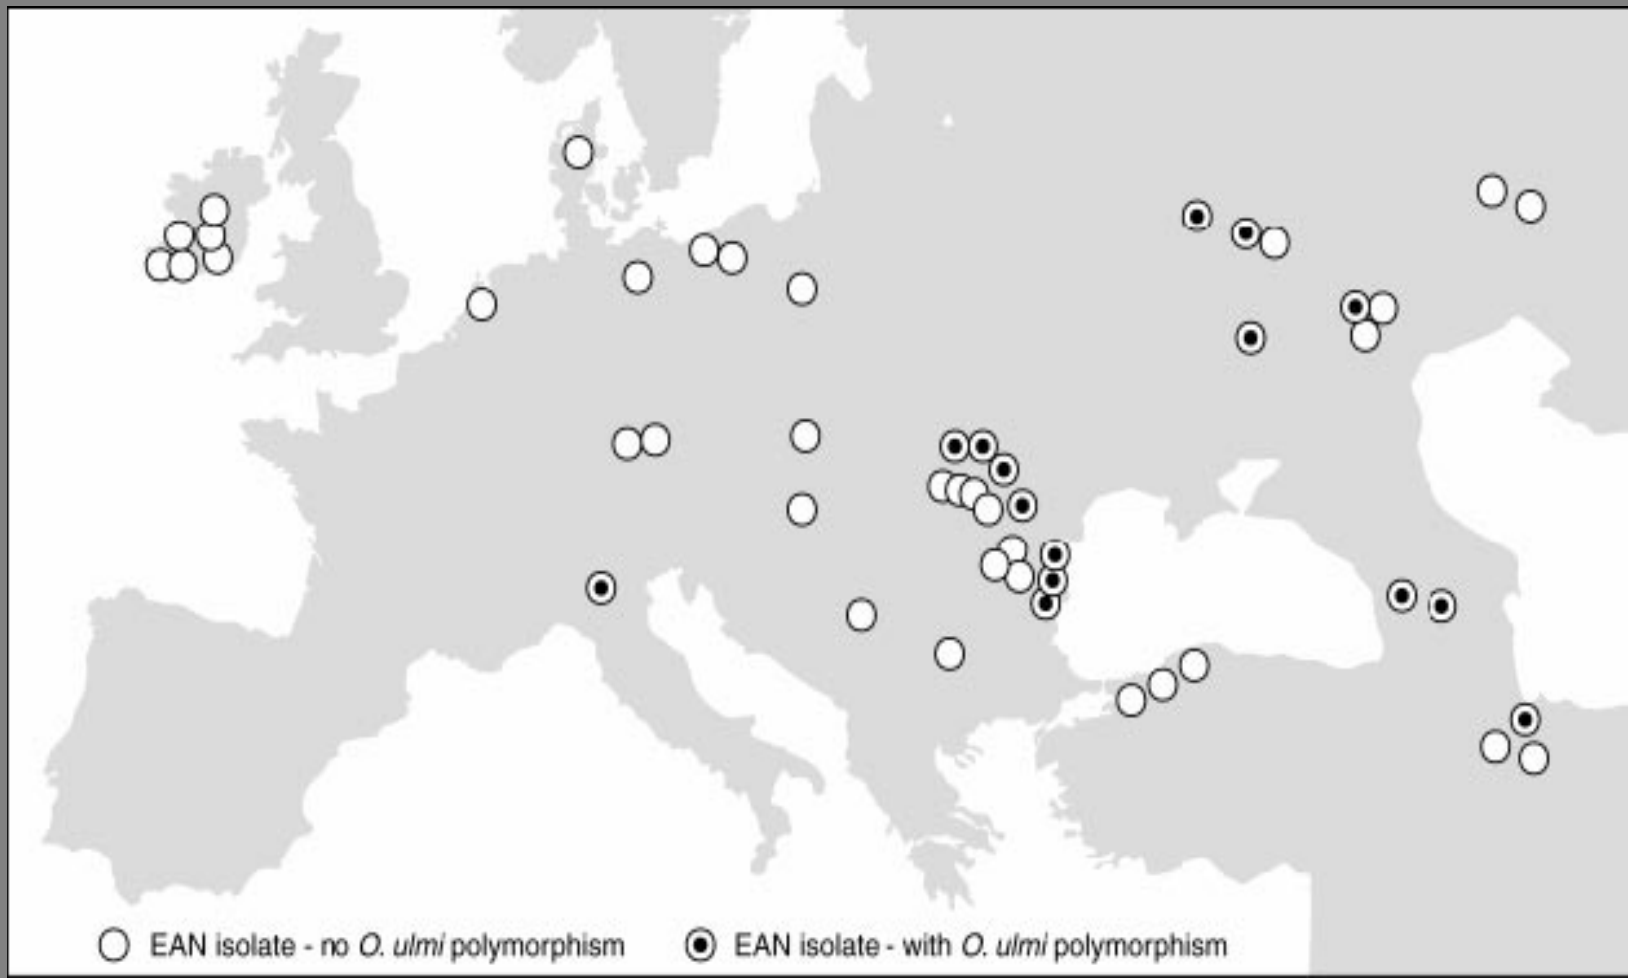 EAN isolate - no O. ulmi polymorphism
EAN isolate - with O. ulmi polymorphism